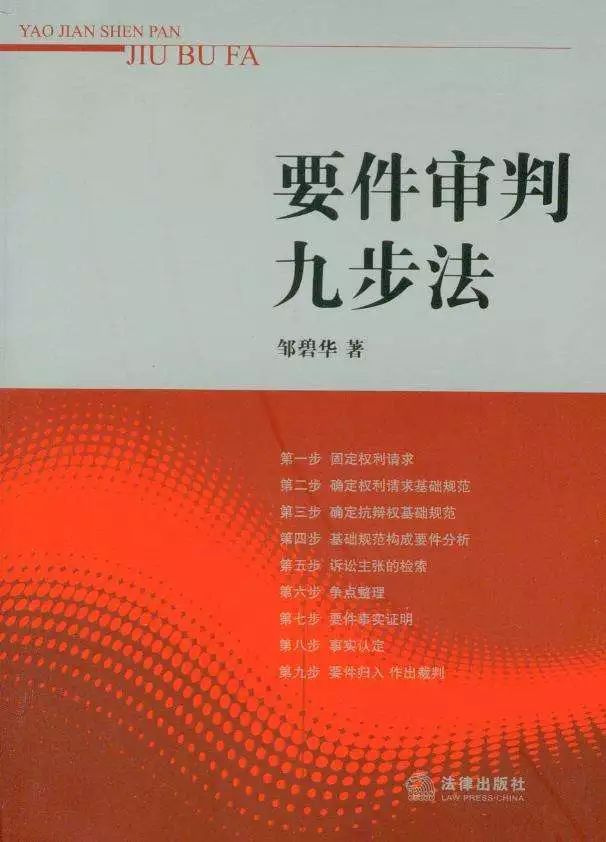 YAO JIAN SHEN PAN
JIU BU FA
要件审判
九步法
邹碧华 著
第一步 固定权利请求
第二步 确定权利请求基础规范
第三步 确定抗辩权基础规范
第四步 基础规范构成要件分析
第五步 诉讼主张的检索
第六步 争点整理
第七步 要件事实证明
第八步 事实认定
第九步 要件归入 作出裁判
法律出版社
LAW PRESS·CHINA